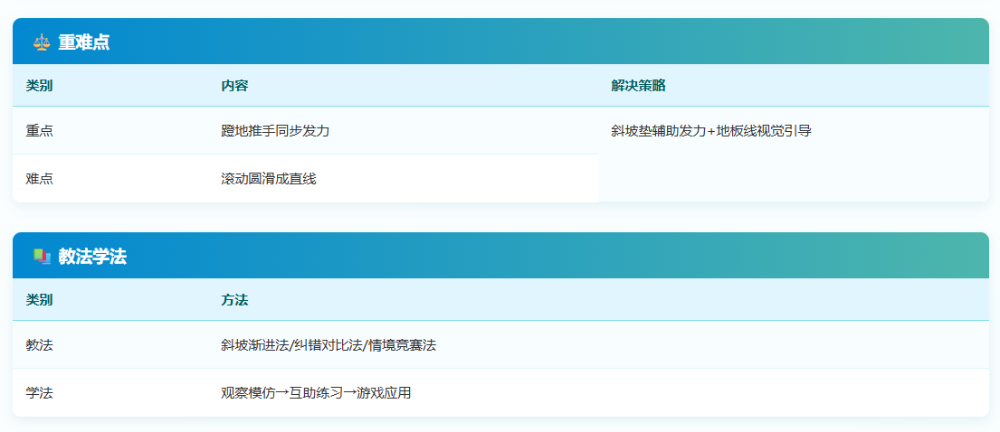 重难点
类别 内容 解决策略
重点 蹬地推手同步发力 斜坡垫辅助发力+地板线视觉引导
难点 滚动圆滑成直线
教法学法
类别 方法
教法 斜坡渐进法/纠错对比法/情境竞赛法
学法 观察模仿→互助练习→游戏应用